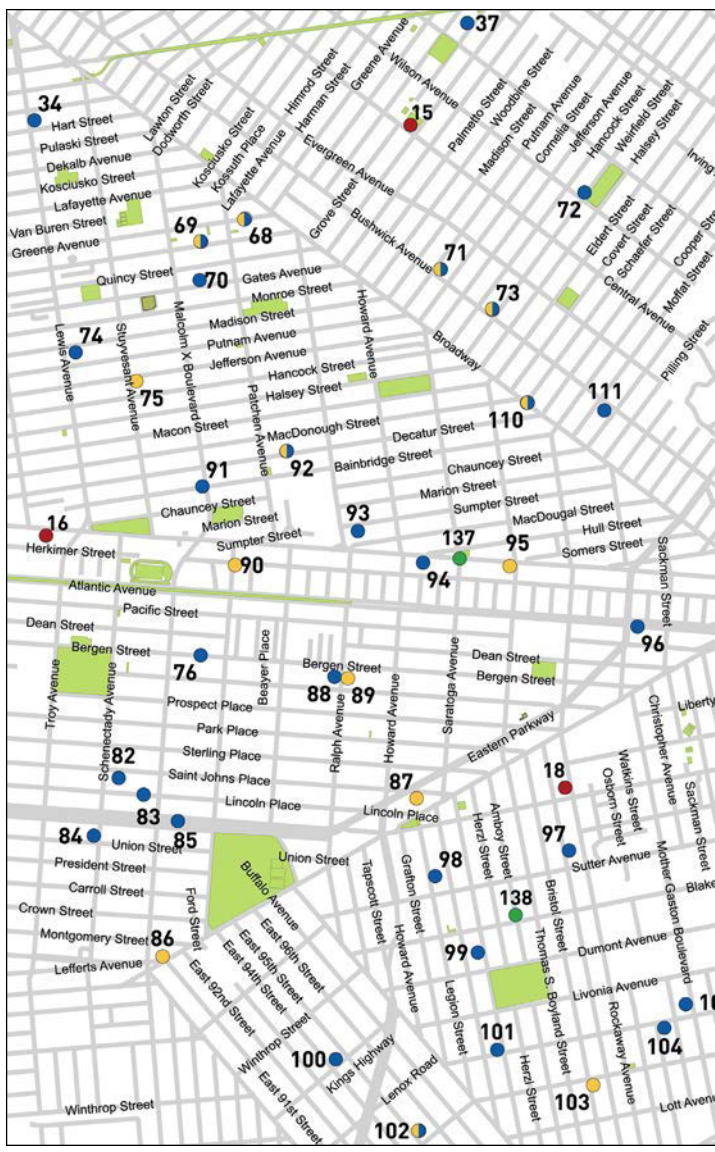 37
Greene Avenue
Wilson Avenue
Himrod Street
Harman Street
34
Hart Street
Pulaski Street
Dekalb Avenue
Kosciusko Street
Lafayette Avenue
Van Buren Street
Greene Avenue
Lawton Street
Dodworth Street
Kosciusko Street
Kossuth Place
Lafayette Avenue
15
Evergreen Avenue
Palmetto Street
Woodbine Street
Madison Street
Putnam Avenue
Cornelia Street
Jefferson Avenue
Hancock Street
Weirfield Street
Halsey Street
Irving
72
Grove Street
Bushwick Avenue
69
68
71
Eldert Street
Covert Street
Schaefer Street
Cooper Str
Moffat Street
Central Avenue
Pilling Street
Quincy Street
70
Gates Avenue
Monroe Street
Madison Street
Putnam Avenue
Jefferson Avenue
Hancock Street
Halsey Street
Howard Avenue
73
Broadway
74
Lewis Avenue
Stuyvesant Avenue
75
Malcolm X Boulevard
Patchen Avenue
Macon Street
MacDonough Street
92
Decatur Street
Bainbridge Street
110
111
91
Chauncey Street
Marion Street
Sumpter Street
Chauncey Street
Marion Street
Sumpter Street
MacDougal Street
Hull Street
Somers Street
Sackman Street
16
Herkimer Street
93
137
95
90
94
Atlantic Avenue
Pacific Street
Dean Street
Bergen Street
76
Beaver Place
Bergen Street
88
89
Ralph Avenue
Howard Avenue
Saratoga Avenue
Dean Street
Bergen Street
96
Troy Avenue
Schenectady Avenue
Prospect Place
Park Place
Sterling Place
Saint Johns Place
Lincoln Place
82
83
84
85
Eastern Parkway
87
Lincoln Place
18
Christopher Avenue
Liberty
Watkins Street
Osborn Street
Sackman Street
Union Street
President Street
Carroll Street
Crown Street
Montgomery Street
Lefferts Avenue
86
Ford Street
Union Street
Buffalo Avenue
Tapscott Street
Grafton Street
98
Herzl Street
Amboy Street
97
Sutter Avenue
Mother Gaston Boulevard
Blake
138
Bristol Street
Dumont Avenue
East 96th Street
East 95th Street
East 94th Street
East 92nd Street
Howard Avenue
99
Legion Street
Thomas S. Boyland Street
Livonia Avenue
Rockaway Avenue
10
104
Winthrop Street
100
Kings Highway
101
Herzl Street
103
Lott Avenu
East 91st Street
Lenox Road
Winthrop Street
102